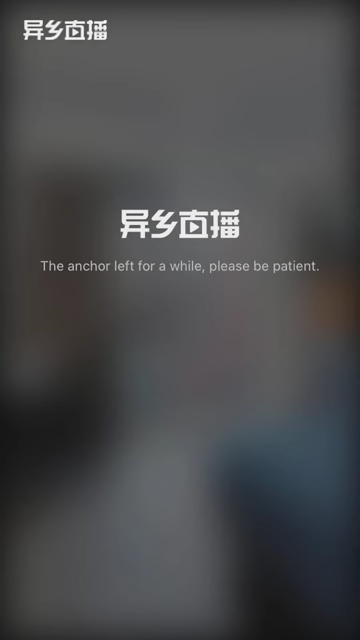 异乡直播
异乡直播
The anchor left for a while, please be patient.